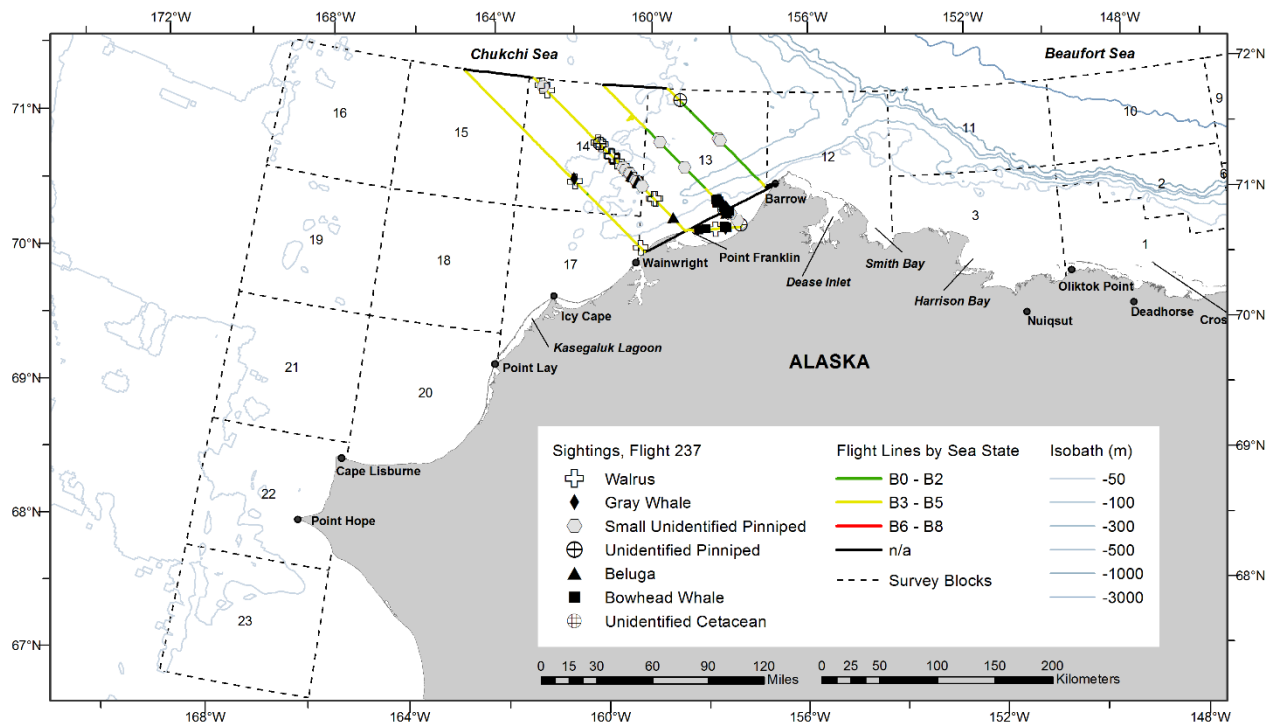 172°W
168°W
164°W
160°W
156°W
152°W
148°W
Chukchi Sea
Beaufort Sea
72°N
71°N
71°N
70°N
70°N
69°N
69°N
68°N
68°N
67°N
16
15
14
13
12
11
10
9
6
2
3
1
19
18
17
21
20
22
23
Barrow
Wainwright
Point Franklin
Dease Inlet
Smith Bay
Harrison Bay
Oliktok Point
Nuiqsut
Deadhorse
Cros
Icy Cape
Kasegaluk Lagoon
Point Lay
ALASKA
Cape Lisburne
Point Hope
Sightings, Flight 237
Walrus
Gray Whale
Small Unidentified Pinniped
Unidentified Pinniped
Beluga
Bowhead Whale
Unidentified Cetacean
Flight Lines by Sea State
B0 - B2
B3 - B5
B6 - B8
n/a
Survey Blocks
Isobath (m)
-50
-100
-300
-500
-1000
-3000
0 15 30 60 90 120
Miles
0 25 50 100 150 200
Kilometers
168°W
164°W
160°W
156°W
152°W
148°W